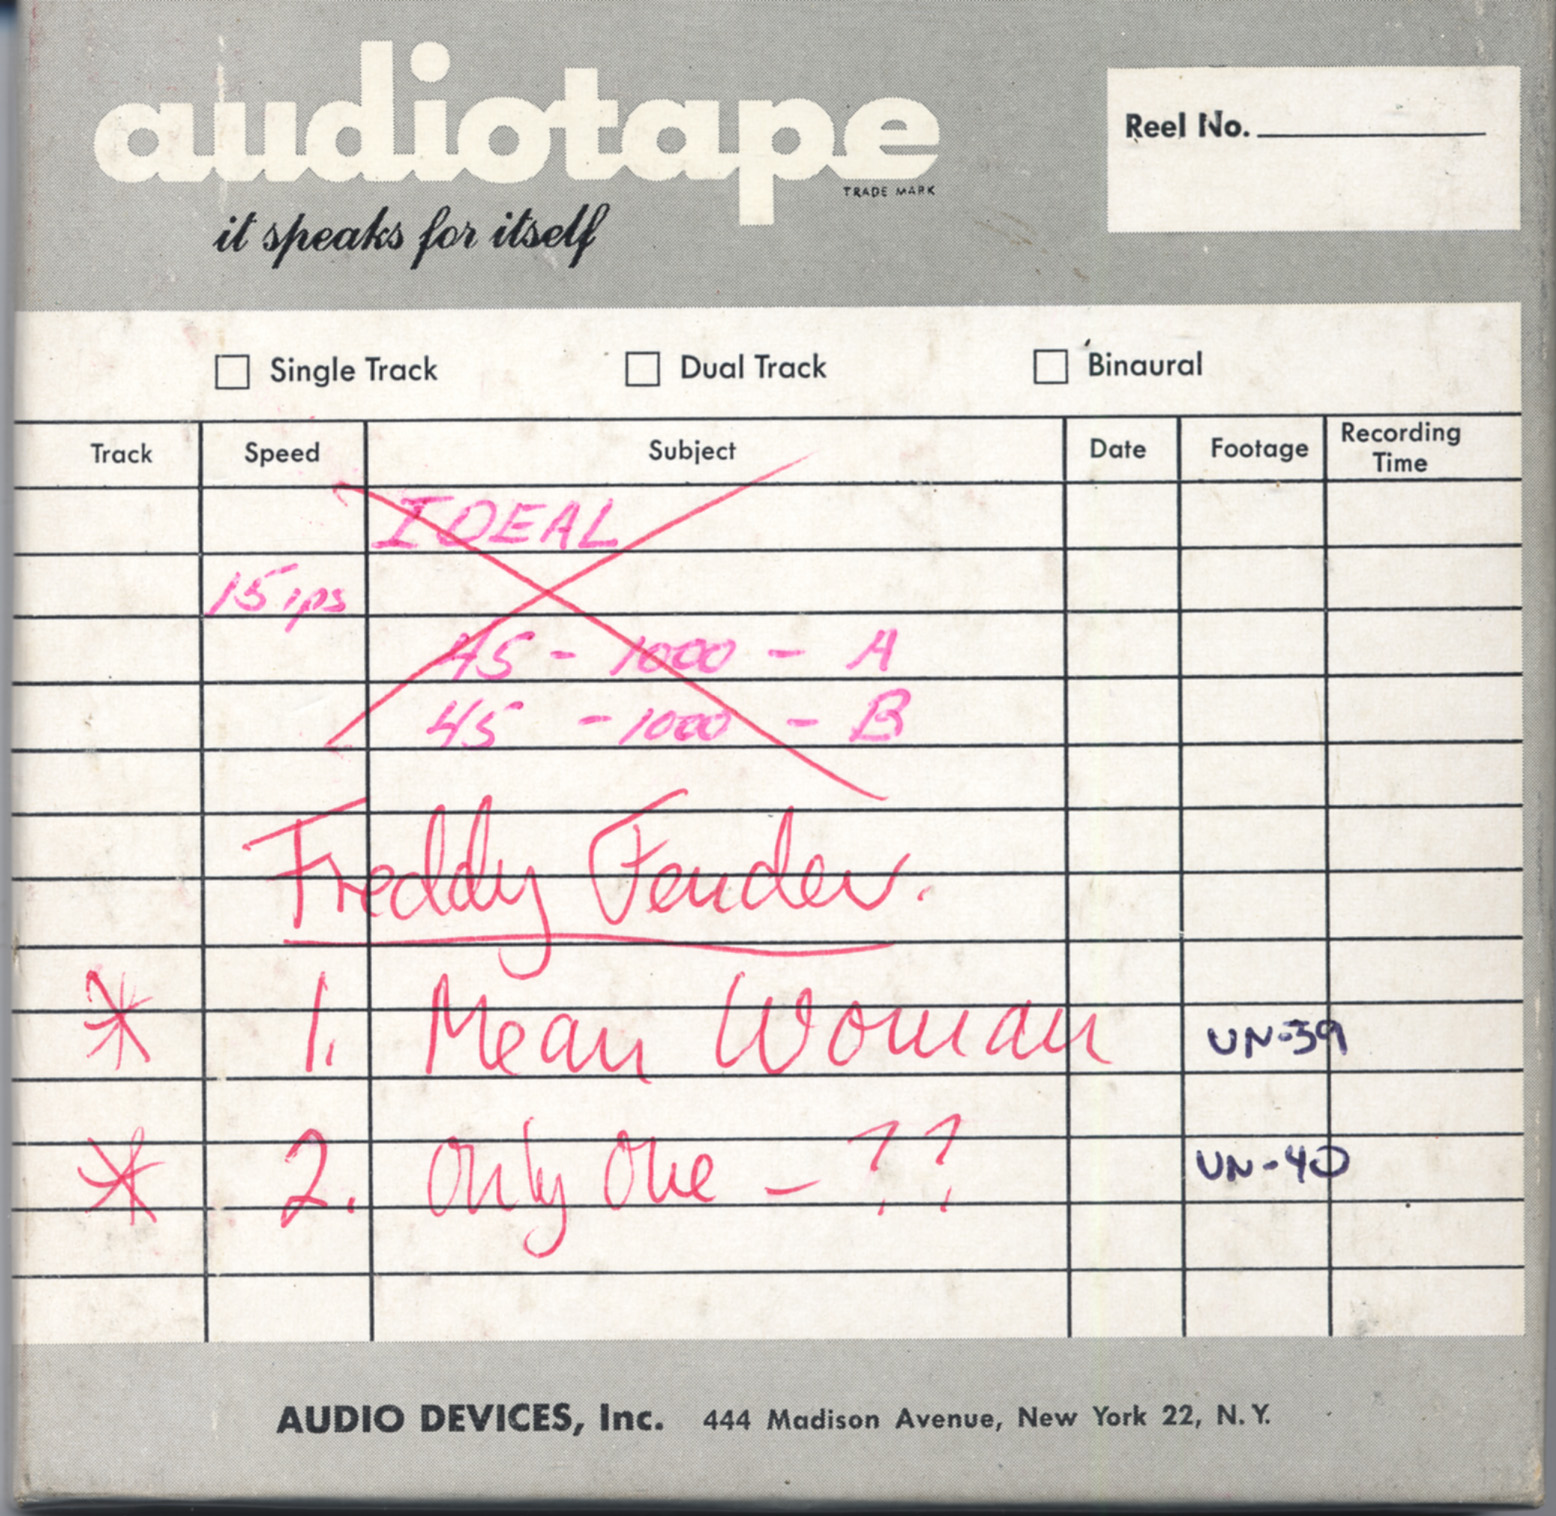 audiotape
TRADE MARK
it speaks for itself
Reel No.
Single Track Dual Track Binaural
Track Speed Subject Date Footage Recording Time
IDEAL
15 ips
45 - 1000 - A
45 - 1000 - B
Freddy Fender.
* 1. Mean Woman UN-39
* 2. Only One - ??  UN-40
AUDIO DEVICES, Inc. 444 Madison Avenue, New York 22, N.Y.